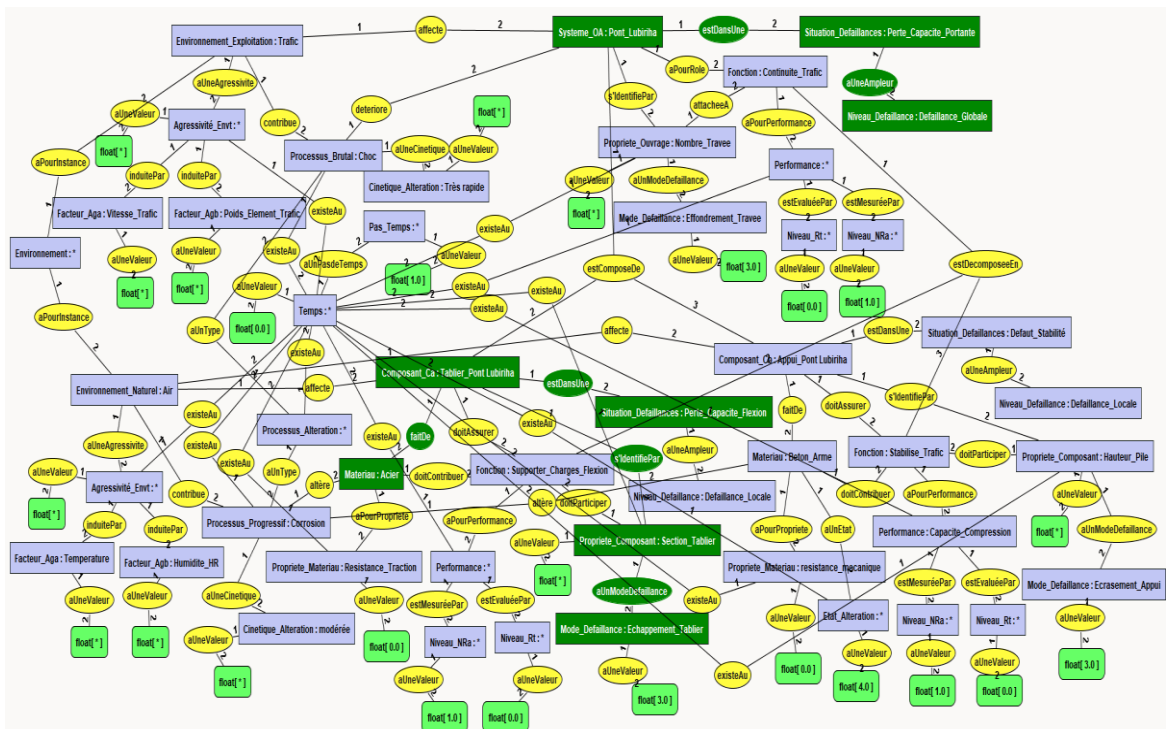 affecte
Systeme_OA : Pont_Lubiriha
estDansUne
Situation_Defaillances : Perte_Capacite_Portante
Environnement_Exploitation : Trafic
aPourRole
Fonction : Continuite_Trafic
aUneAgressivite
aUneAmpleur
s'IdentifiePar
attacheeA
aUneValeur
Agressivité_Envt : *
contribue
deteriore
float[ * ]
aPourPerformance
Niveau_Defaillance : Defaillance_Globale
float[ * ]
Processus_Brutal : Choc
aUneCinetique
aUneValeur
Propriete_Ouvrage : Nombre_Travee
aPourInstance
induitePar
induitePar
Cinetique_Alteration : Très rapide
aUneValeur
aUnModeDefaillance
Performance : *
Facteur_Aga : Vitesse_Trafic
Facteur_Agb : Poids_Element_Trafic
existeAu
Pas_Temps : *
existeAu
float[ * ]
Mode_Defaillance : Effondrement_Travee
estEvaluéePar
estMesuréePar
Environnement : *
existeAu
Niveau_Rt : *
Niveau_NRa : *
aUneValeur
aUneValeur
aUnPasdeTemps
aUneValeur
aUneValeur
float[ 3.0 ]
estComposeDe
aUneValeur
aUneValeur
estDecomposeeEn
float[ * ]
float[ * ]
aUneValeur
float[ 1.0 ]
existeAu
existeAu
float[ 0.0 ]
float[ 1.0 ]
float[ 0.0 ]
Temps : *
existeAu
aPourInstance
aUnType
affecte
estDansUne
Situation_Defaillances : Defaut_Stabilité
existeAu
Composant_Cb : Appui_Pont Lubiriha
Environnement_Naturel : Air
affecte
Composant_Ca : Tablier_Pont Lubiriha
estDansUne
aUneAmpleur
s'IdentifiePar
Niveau_Defaillance : Defaillance_Locale
existeAu
Situation_Defaillances : Perte_Capacite_Flexion
faitDe
doitAssurer
existeAu
Processus_Alteration : *
faitDe
doitAssurer
aUneAgressivite
existeAu
existeAu
aUneAmpleur
aUneValeur
existeAu
aUnType
s'IdentifiePar
Materiau : Beton_Arme
Fonction : Stabilise_Trafic
doitParticiper
Propriete_Composant : Hauteur_Pile
Agressivité_Envt : *
altère
Materiau : Acier
doitContribuer
Fonction : Supporter_Charges_Flexion
Niveau_Defaillance : Defaillance_Locale
doitContribuer
aPourPerformance
aUneValeur
contribue
altère
doitParticiper
float[ * ]
induitePar
Processus_Progressif : Corrosion
aPourPropriété
aPourPerformance
aPourPropriete
aUnEtat
Performance : Capacite_Compression
float[ * ]
aUnModeDefaillance
induitePar
aUneValeur
Propriete_Composant : Section_Tablier
Facteur_Aga : Temperature
Facteur_Agb : Humidite_HR
Propriete_Materiau : Resistance_Traction
Performance : *
float[ * ]
Propriete_Materiau : resistance_mecanique
estMesuréePar
estEvaluéePar
Mode_Defaillance : Ecrasement_Appui
aUneValeur
aUneValeur
aUneCinetique
estMesuréePar
estEvaluéePar
aUnModeDefaillance
existeAu
aUneValeur
Etat_Alteration : *
Niveau_NRa : *
Niveau_Rt : *
aUneValeur
float[ * ]
float[ * ]
aUneValeur
Cinetique_Alteration : modérée
aUneValeur
Niveau_NRa : *
Niveau_Rt : *
Mode_Defaillance : Echappement_Tablier
float[ 0.0 ]
aUneValeur
aUneValeur
aUneValeur
float[ 3.0 ]
float[ * ]
float[ 0.0 ]
aUneValeur
aUneValeur
aUneValeur
existeAu
float[ 4.0 ]
float[ 1.0 ]
float[ 0.0 ]
float[ 1.0 ]
float[ 0.0 ]
float[ 3.0 ]